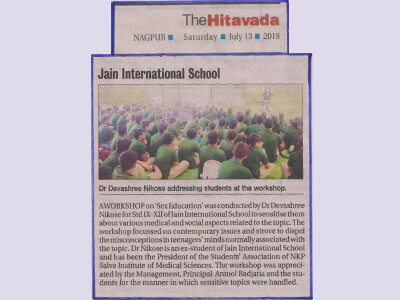 TheHitavada
NAGPUR ■ Saturday ■ July 13 ■ 2019
Jain International School
Dr Devashree Nikose addressing students at the workshop.
A WORKSHOP on 'Sex Education' was conducted by Dr Devashree
Nikose for Std IX-XII of Jain International School to sensitise them
about various medical and social aspects related to the topic. The
workshop focussed on contemporary issues and strove to dispel
the misconceptions in teenagers' minds normally associated with
the topic. Dr Nikose is an ex-student of Jain International School
and has been the President of the Students' Association of NKP
Salve Institute of Medical Sciences. The workshop was appreci-
ated by the Management, Principal Anmol Badjatia and the stu-
dents for the manner in which sensitive topics were handled.